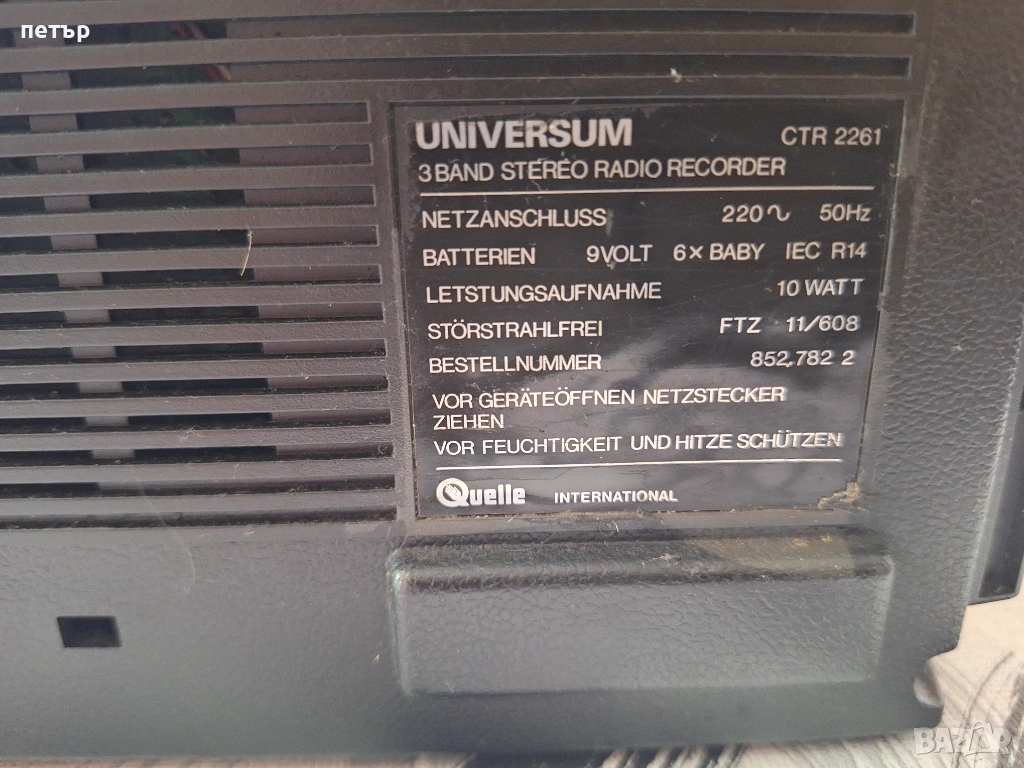 петър
UNIVERSUM CTR 2261
3 BAND STEREO RADIO RECORDER
NETZANSCHLUSS 220∿ 50Hz
BATTERIEN 9VOLT 6× BABY IEC R14
LETSTUNGSAUFNAHME 10 WATT
STÖRSTRAHLFREI FTZ 11/608
BESTELLNUMMER 852.782 2
VOR GERÄTEÖFFNEN NETZSTECKER
ZIEHEN
VOR FEUCHTIGKEIT UND HITZE SCHÜTZEN
Quelle INTERNATIONAL
BAZAR